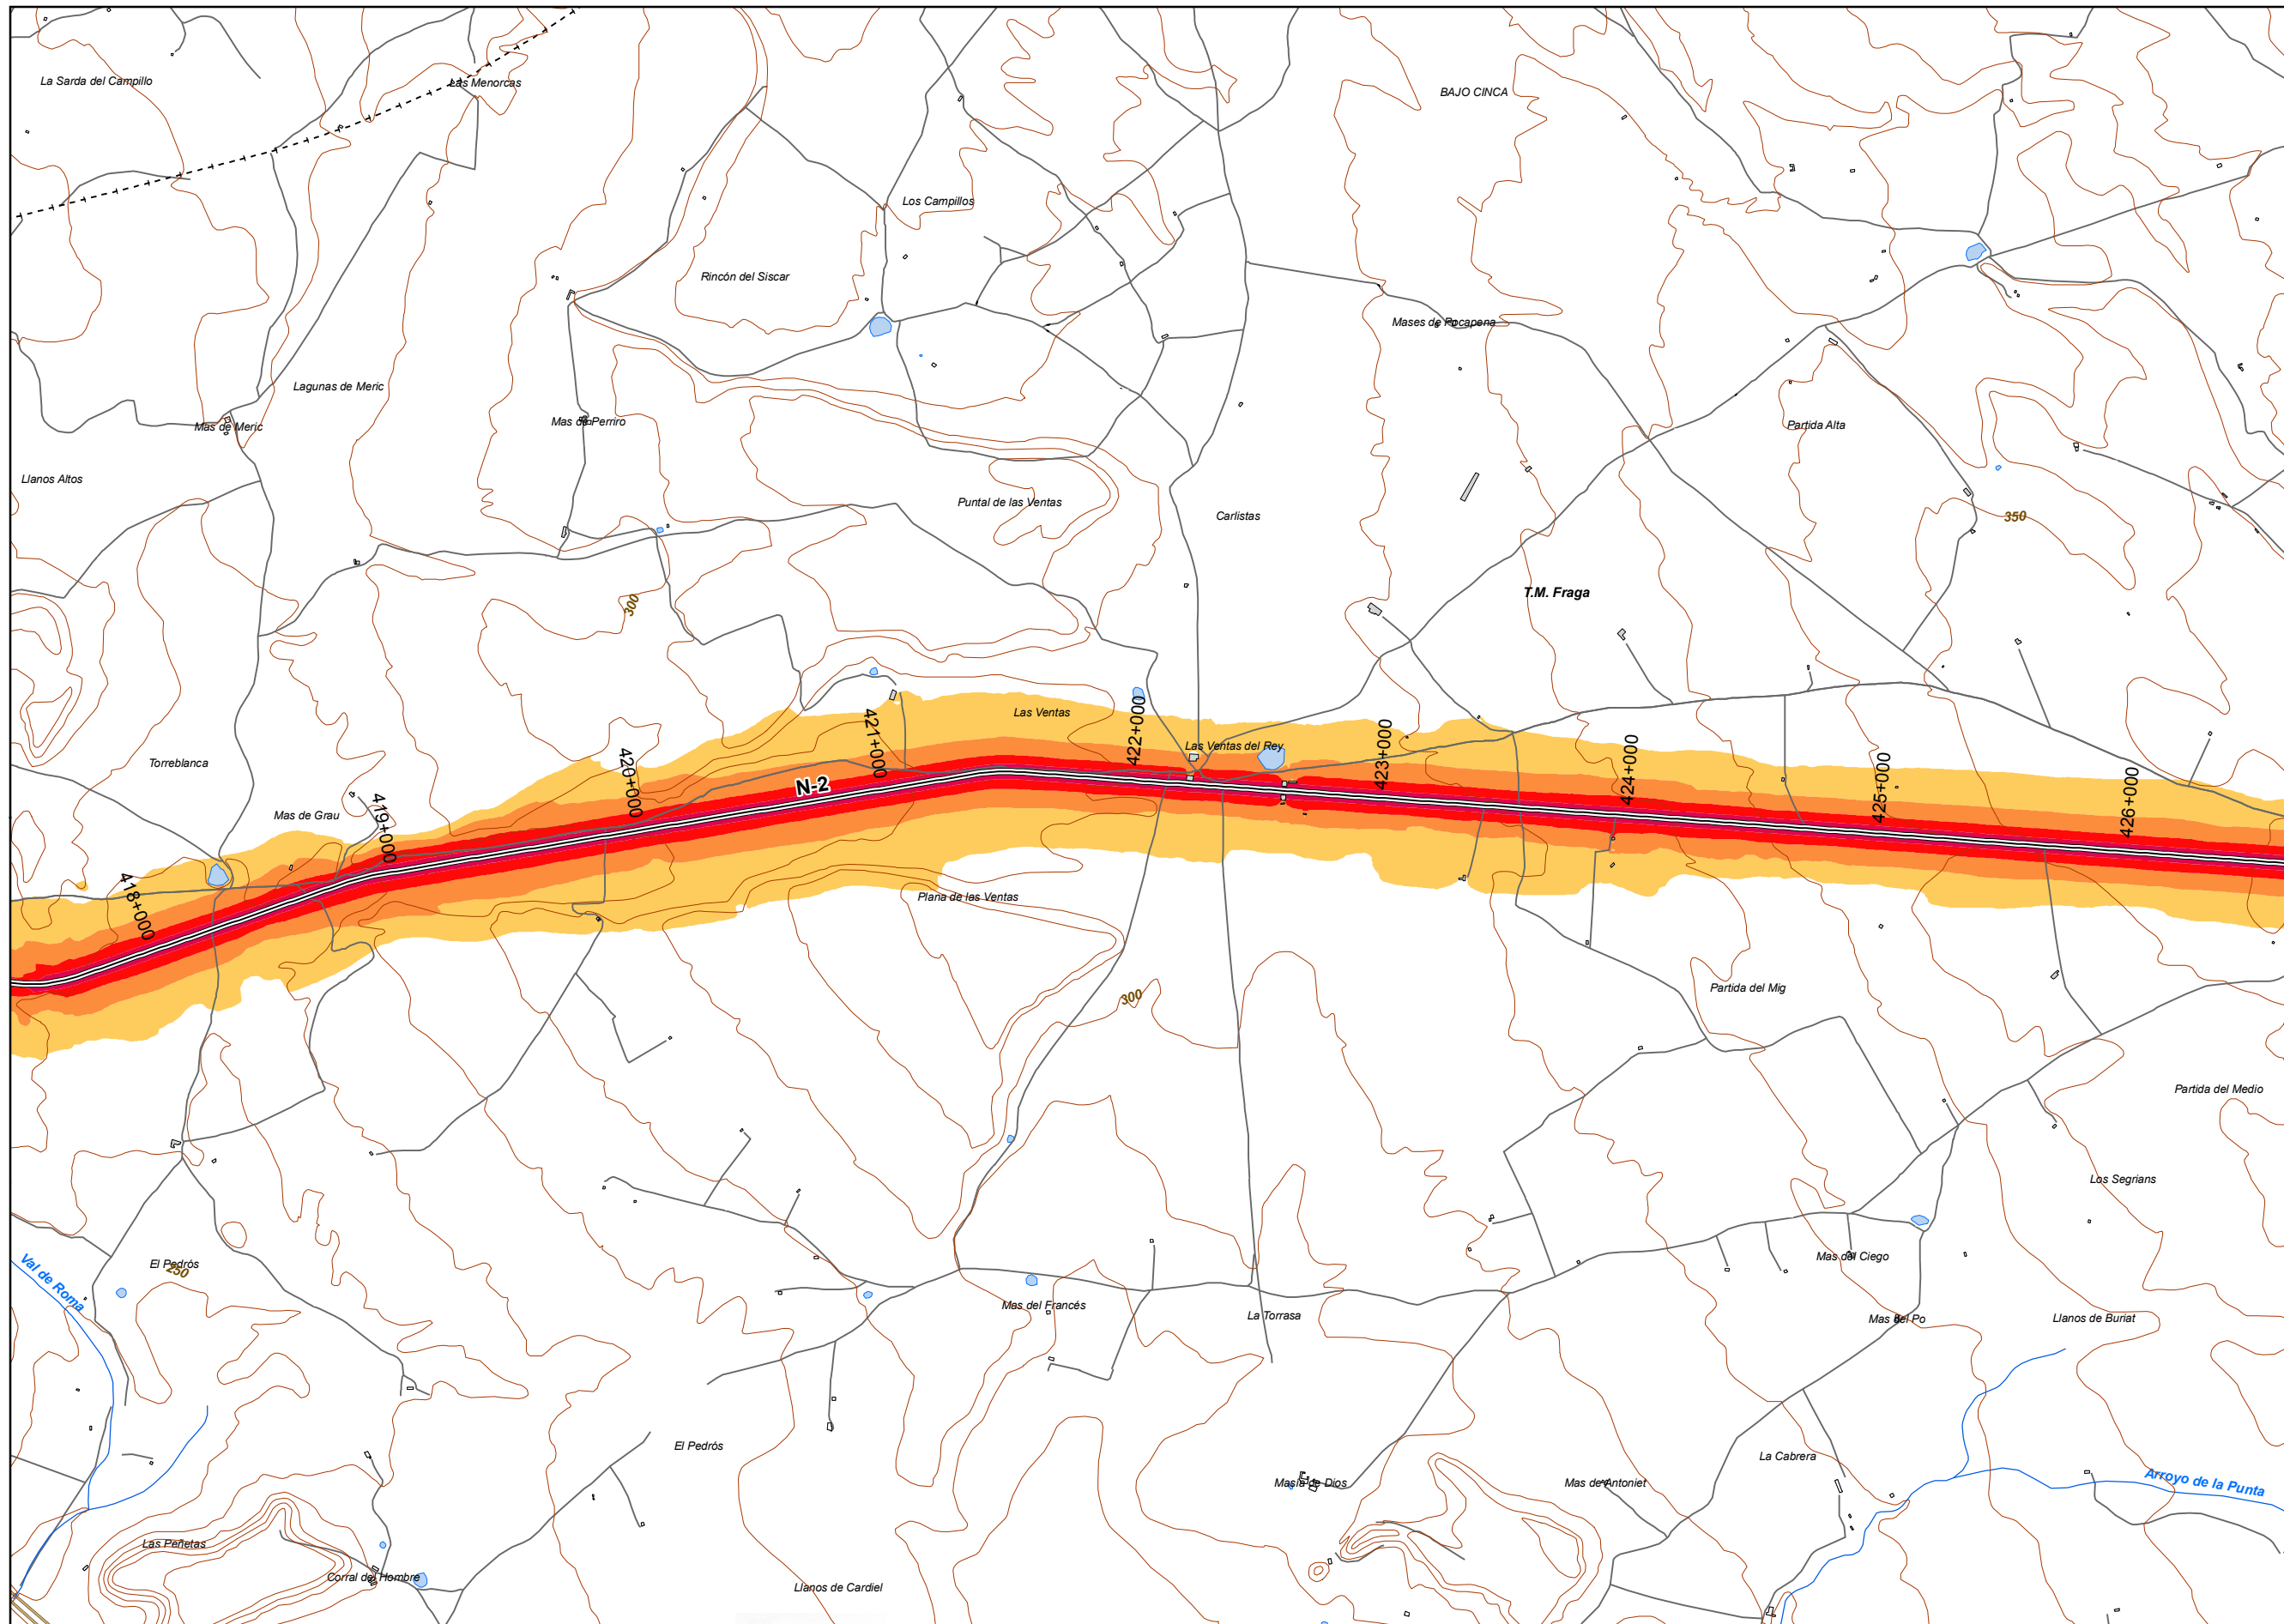 La Sarda del Campillo
Las Menorcas
BAJO CINCA
Los Campillos
Rincón del Siscar
Mases de Pocapena
Lagunas de Meric
Mas de Meric
Mas de Perriro
Partida Alta
Llanos Altos
Puntal de las Ventas
Carlistas
350
T.M. Fraga
300
Las Ventas
421+000
422+000
Las Ventas del Rey
423+000
424+000
425+000
426+000
Torreblanca
420+000
N-2
Mas de Grau
419+000
418+000
Plana de las Ventas
300
Partida del Mig
Partida del Medio
Los Segrians
Val de Roma
El Pedrós
250
Mas del Ciego
Mas del Francés
La Torrasa
Mas del Po
Llanos de Buriat
El Pedrós
La Cabrera
Masía de Dios
Mas de Antoniet
Arroyo de la Punta
Las Peñetas
Corral del Hombre
Llanos de Cardiel